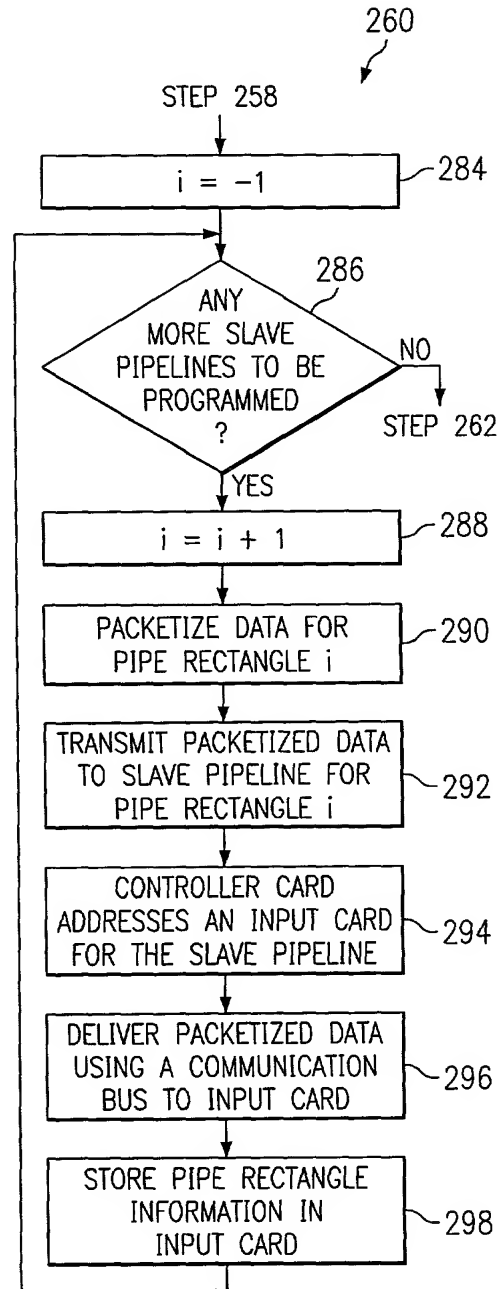 260
STEP 258
i = -1
284
286
ANY
MORE SLAVE
PIPELINES TO BE
PROGRAMMED
?
NO
STEP 262
YES
i = i + 1
288
PACKETIZE DATA FOR
PIPE RECTANGLE i
290
TRANSMIT PACKETIZED DATA
TO SLAVE PIPELINE FOR
PIPE RECTANGLE i
292
CONTROLLER CARD
ADDRESSES AN INPUT CARD
FOR THE SLAVE PIPELINE
294
DELIVER PACKETIZED DATA
USING A COMMUNICATION
BUS TO INPUT CARD
296
STORE PIPE RECTANGLE
INFORMATION IN
INPUT CARD
298